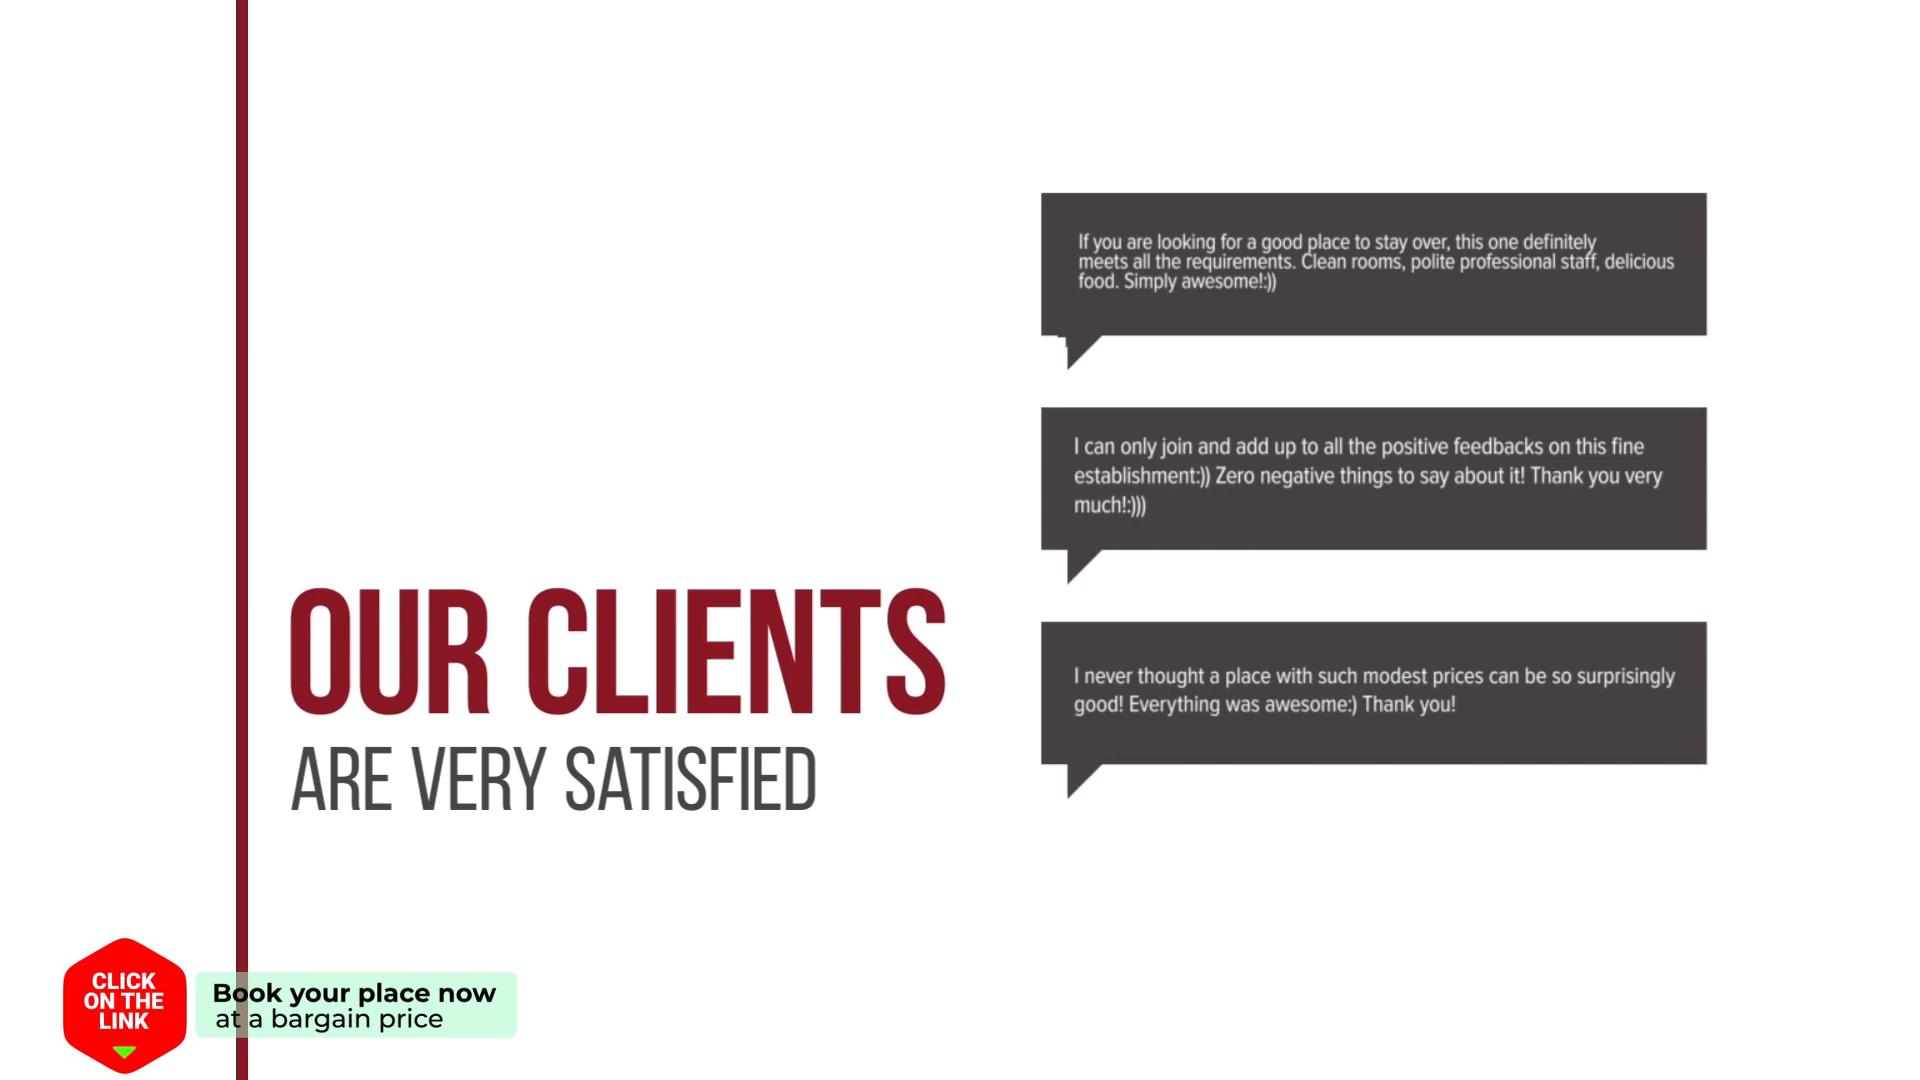 If you are looking for a good place to stay over, this one definitely
meets all the requirements. Clean rooms, polite professional staff, delicious
food. Simply awesome!:))
I can only join and add up to all the positive feedbacks on this fine
establishment:)) Zero negative things to say about it! Thank you very
much!:)))
I never thought a place with such modest prices can be so surprisingly
good! Everything was awesome:) Thank you!
OUR CLIENTS
ARE VERY SATISFIED
CLICK
ON THE
LINK
Book your place now
at a bargain price